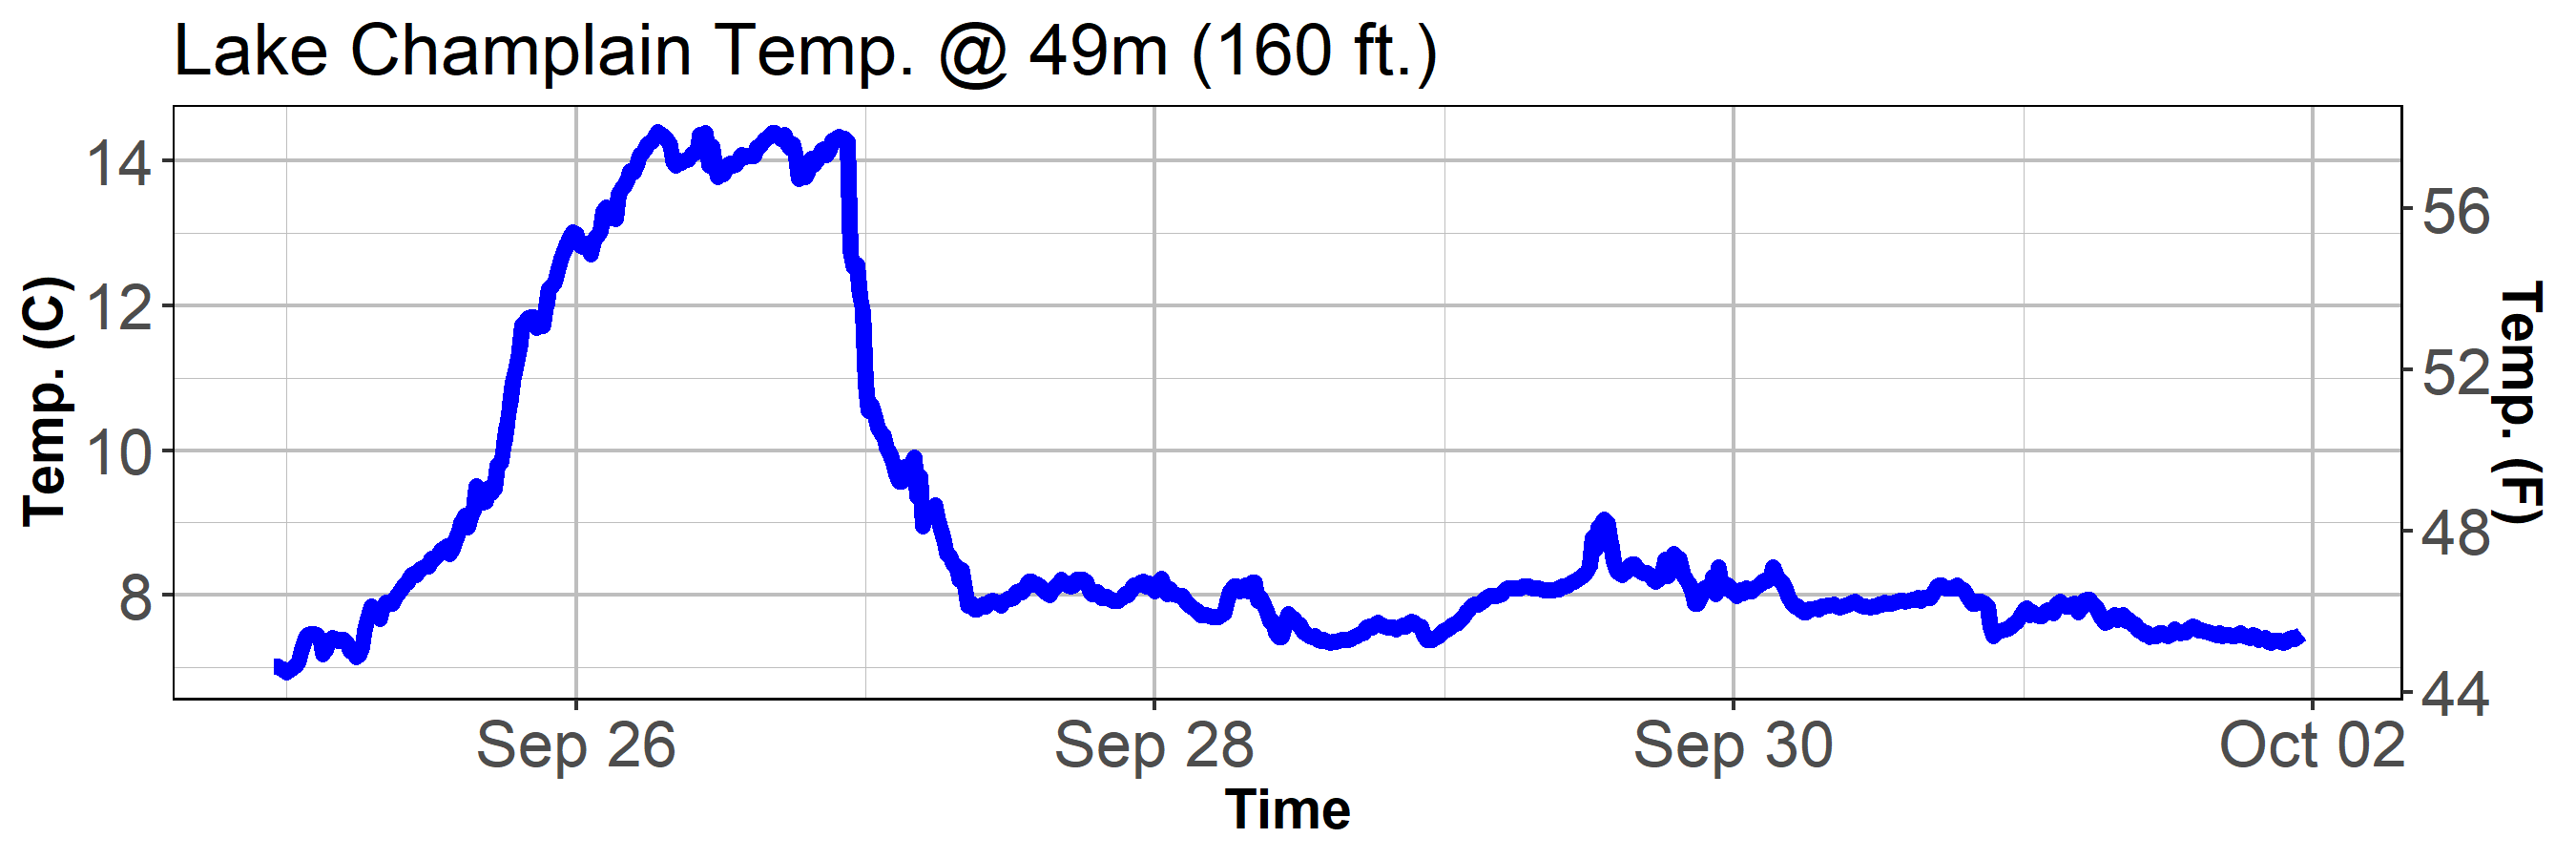 Lake Champlain Temp. @ 49m (160 ft.)
Temp. (C)
14
12
10
8
56
52
48
44
Temp. (F)
Sep 26 Sep 28 Sep 30 Oct 02
Time